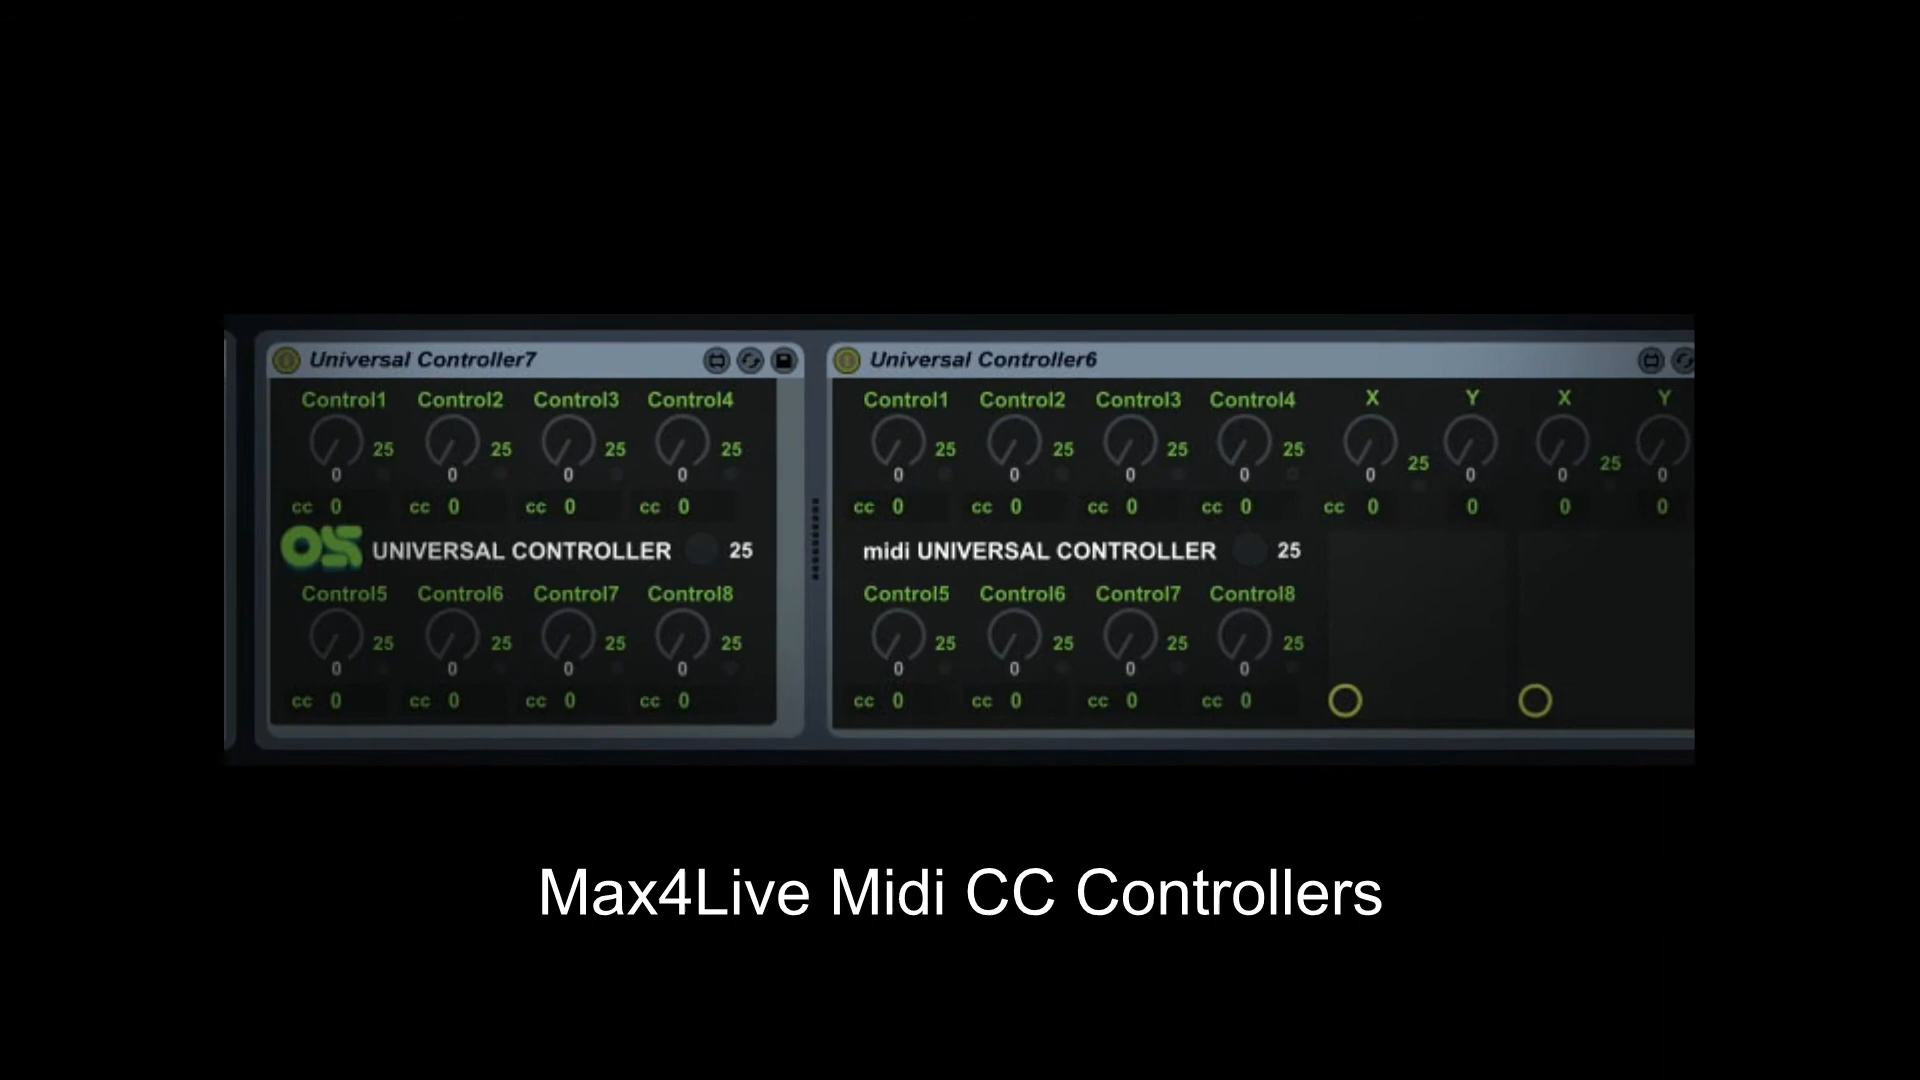 Universal Controller7
Control1 Control2 Control3 Control4
25 25 25 25
0 0 0 0
cc 0 cc 0 cc 0 cc 0
UNIVERSAL CONTROLLER 25
Control5 Control6 Control7 Control8
25 25 25 25
0 0 0 0
cc 0 cc 0 cc 0 cc 0
Universal Controller6
Control1 Control2 Control3 Control4 X Y X Y
25 25 25 25 25 25
0 0 0 0 0 0 0 0
cc 0 cc 0 cc 0 cc 0 cc 0 0 0 0
midi UNIVERSAL CONTROLLER 25
Control5 Control6 Control7 Control8
25 25 25 25
0 0 0 0
cc 0 cc 0 cc 0 cc 0
Max4Live Midi CC Controllers